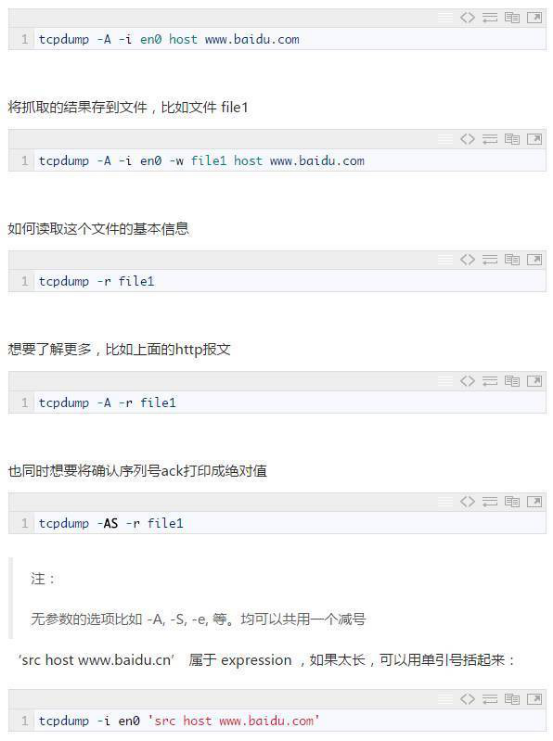 1 tcpdump -A -i en0 host www.baidu.com
将抓取的结果存到文件，比如文件 file1
1 tcpdump -A -i en0 -w file1 host www.baidu.com
如何读取这个文件的基本信息
1 tcpdump -r file1
想要了解更多，比如上面的http报文
1 tcpdump -A -r file1
也同时想要将确认序列号ack打印成绝对值
1 tcpdump -AS -r file1
注：
无参数的选项比如 -A, -S, -e, 等。均可以共用一个减号
‘src host www.baidu.cn’ 属于 expression ，如果太长，可以用单引号括起来：
1 tcpdump -i en0 'src host www.baidu.com'